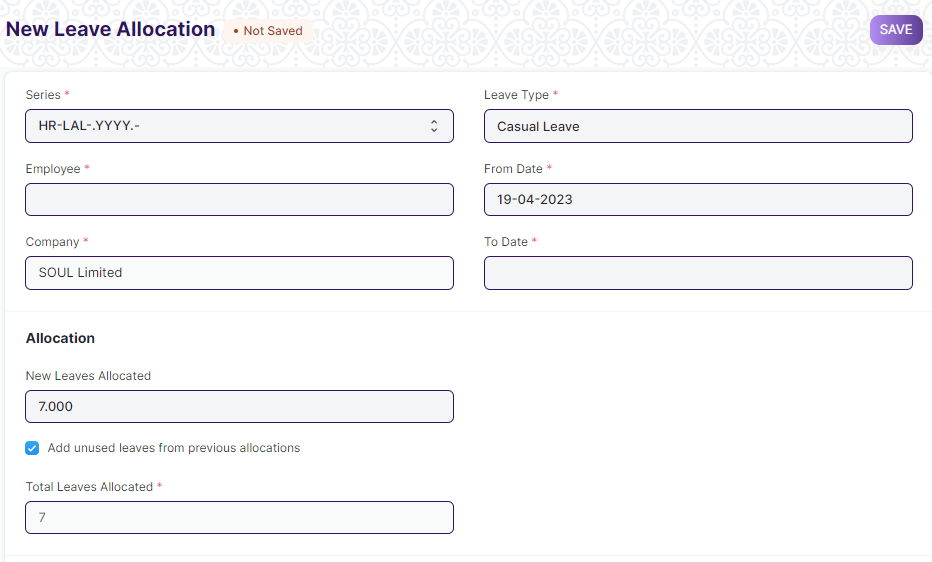 New Leave Allocation
• Not Saved
SAVE
Series *
HR-LAL-.YYYY.-
Leave Type *
Casual Leave
Employee *
From Date *
19-04-2023
Company *
SOUL Limited
To Date *
Allocation
New Leaves Allocated
7.000
Add unused leaves from previous allocations
Total Leaves Allocated *
7